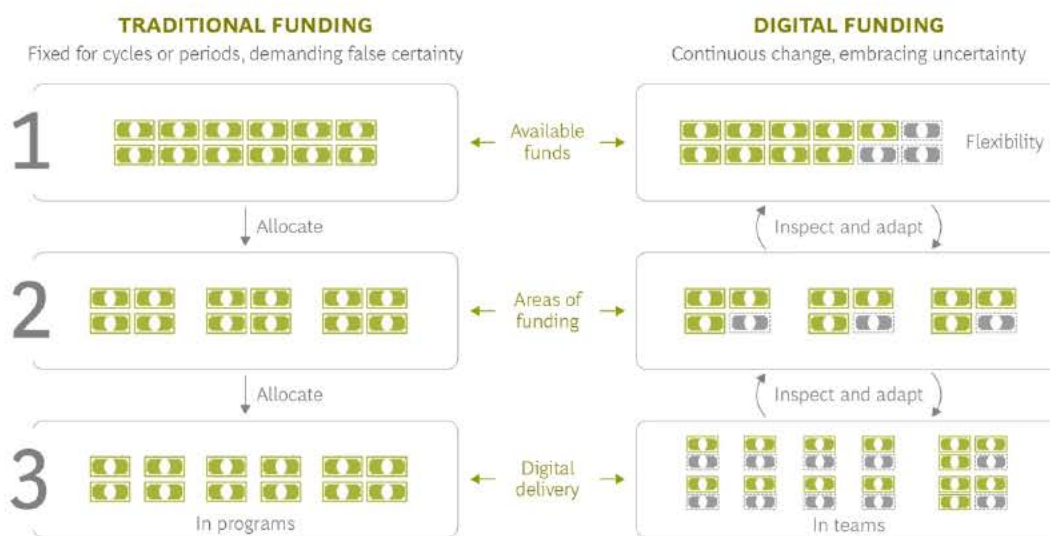 TRADITIONAL FUNDING
Fixed for cycles or periods, demanding false certainty
DIGITAL FUNDING
Continuous change, embracing uncertainty
1
Available
funds
Flexibility
Allocate
Inspect and adapt
2
Areas of
funding
Allocate
Inspect and adapt
3
Digital
delivery
In programs
In teams